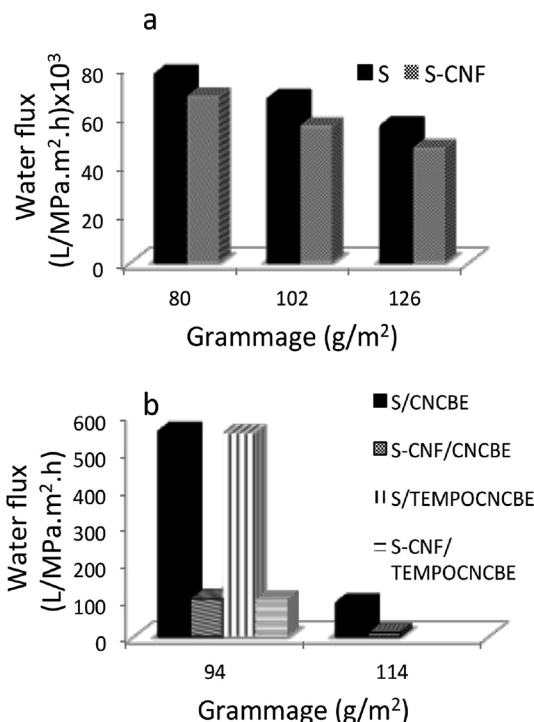 a
Water flux
(L/MPa.m².h)x10³
80
60
40
20
0
S
S-CNF
80
102
126
Grammage (g/m²)
b
Water flux
(L/MPa.m².h)
600
500
400
300
200
100
0
S/CNCBE
S-CNF/CNCBE
S/TEMPOCNCBE
S-CNF/
TEMPOCNCBE
94
114
Grammage (g/m²)